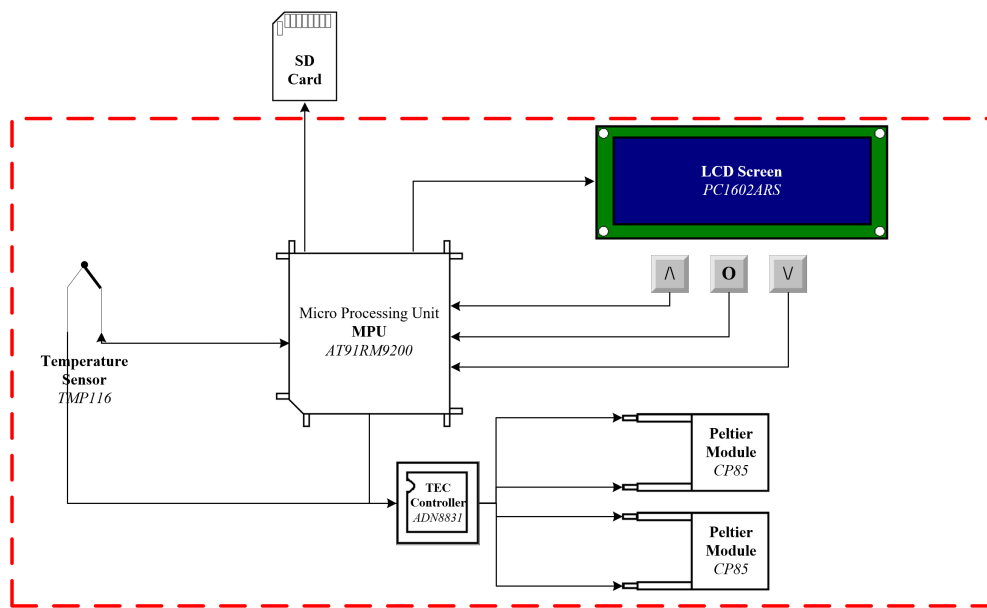 SD
Card
LCD Screen
PC1602ARS
/\
O
\/
Micro Processing Unit
MPU
AT91RM9200
Temperature
Sensor
TMP116
TEC
Controller
ADN8831
Peltier
Module
CP85
Peltier
Module
CP85